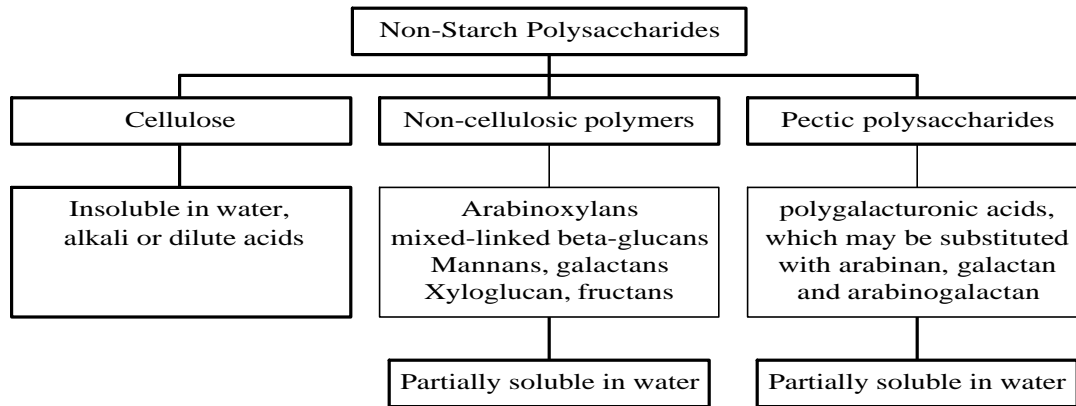 Non-Starch Polysaccharides
Cellulose
Non-cellulosic polymers
Pectic polysaccharides
Insoluble in water,
alkali or dilute acids
Arabinoxylans
mixed-linked beta-glucans
Mannans, galactans
Xyloglucan, fructans
polygalacturonic acids,
which may be substituted
with arabinan, galactan
and arabinogalactan
Partially soluble in water
Partially soluble in water